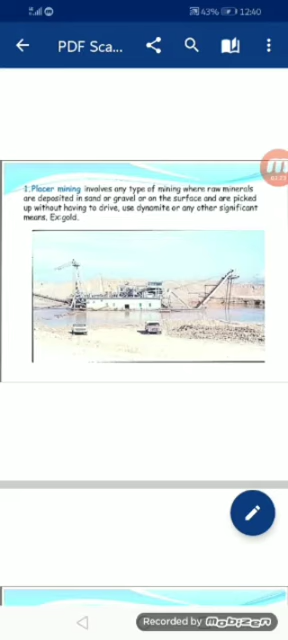 43% 12:40
PDF Sca...
1.Placer mining involves any type of mining where raw minerals
are deposited in sand or gravel or on the surface and are picked
up without having to drive, use dynamite or any other significant
means. Ex:gold.
Recorded by mobizen